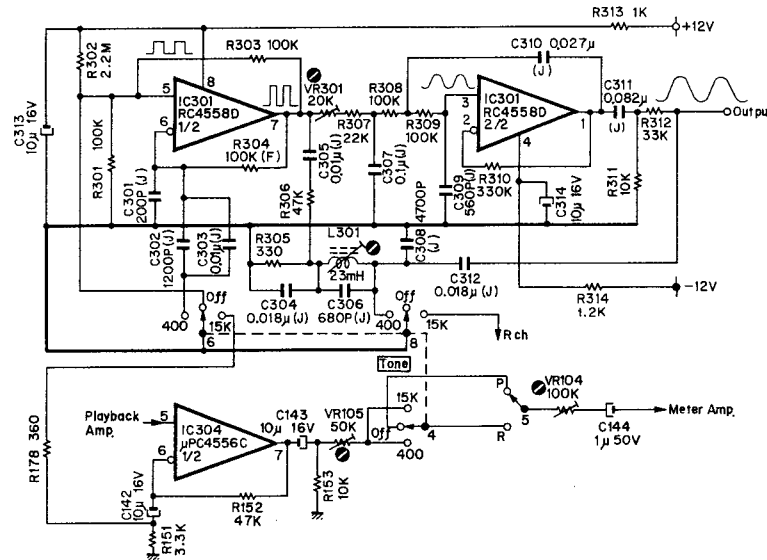 R313 1K
+12V
R302
2.2M
R303 100K
C310 0.027μ
(J)
8
5
6
7
IC301
RC4558D
1/2
VR301
20K
R308
100K
3
2
1
4
IC301
RC4558D
2/2
C311
0.082μ
(J)
R312
33K
Output
C313
10μ 16V
R301
100K
R304
100K(F)
R307
22K
R309
100K
C305
0.01μ(J)
C307
0.1μ(J)
R310
330K
R311
10K
C301
200P(J)
R306
47K
C309
560P(J)
C314
10μ 16V
C302
1200P(J)
C303
0.01μ(J)
R305
330
L301
23mH
C308
4700P
(J)
C312
0.018μ(J)
C304
0.018μ(J)
C306
680P(J)
R314
1.2K
-12V
Off
400
15K
6
Off
400
15K
8
R ch
Tone
R178 360
Playback
Amp.
5
6
7
IC304
μPC4556C
1/2
C143
10μ 16V
VR105
50K
15K
Off
400
4
P
R
5
VR104
100K
C144
1μ 50V
Meter Amp.
C142
10μ 16V
R152
47K
R153
10K
R151
3.3K